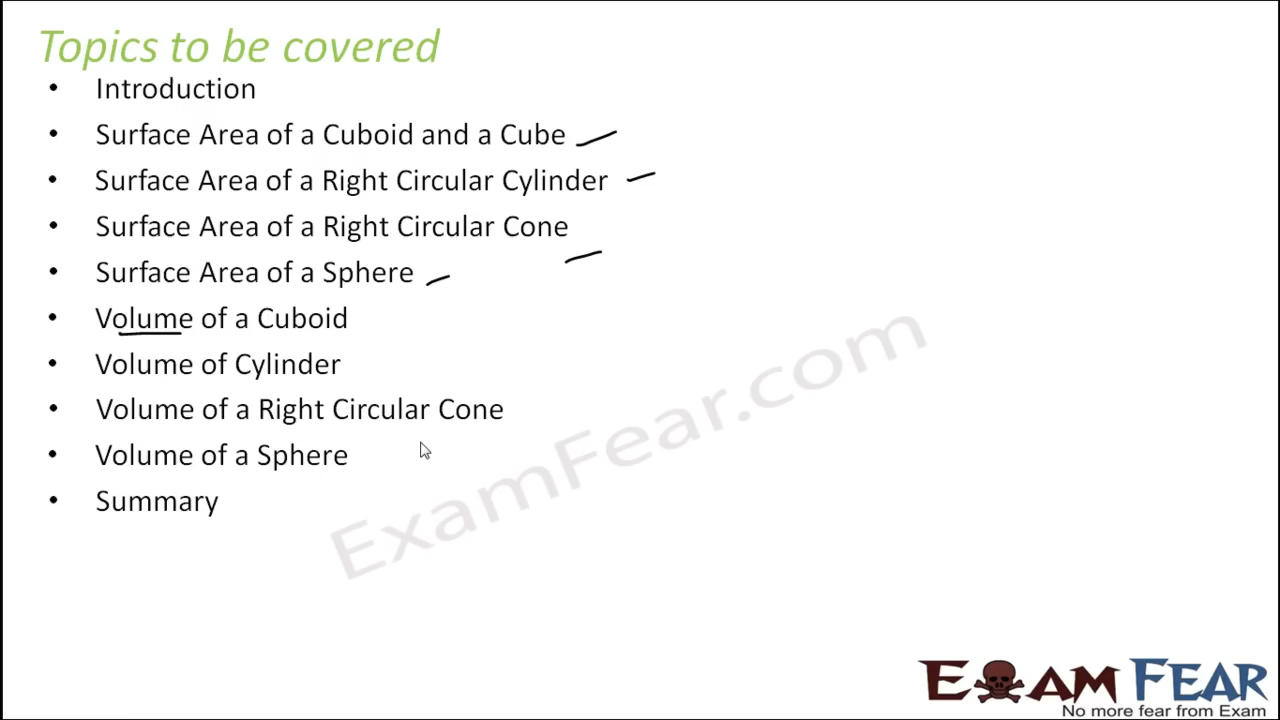 Topics to be covered
• Introduction
• Surface Area of a Cuboid and a Cube
• Surface Area of a Right Circular Cylinder
• Surface Area of a Right Circular Cone
• Surface Area of a Sphere
• Volume of a Cuboid
• Volume of Cylinder
• Volume of a Right Circular Cone
• Volume of a Sphere
• Summary
ExamFear.com
EXAM FEAR
No more fear from Exam